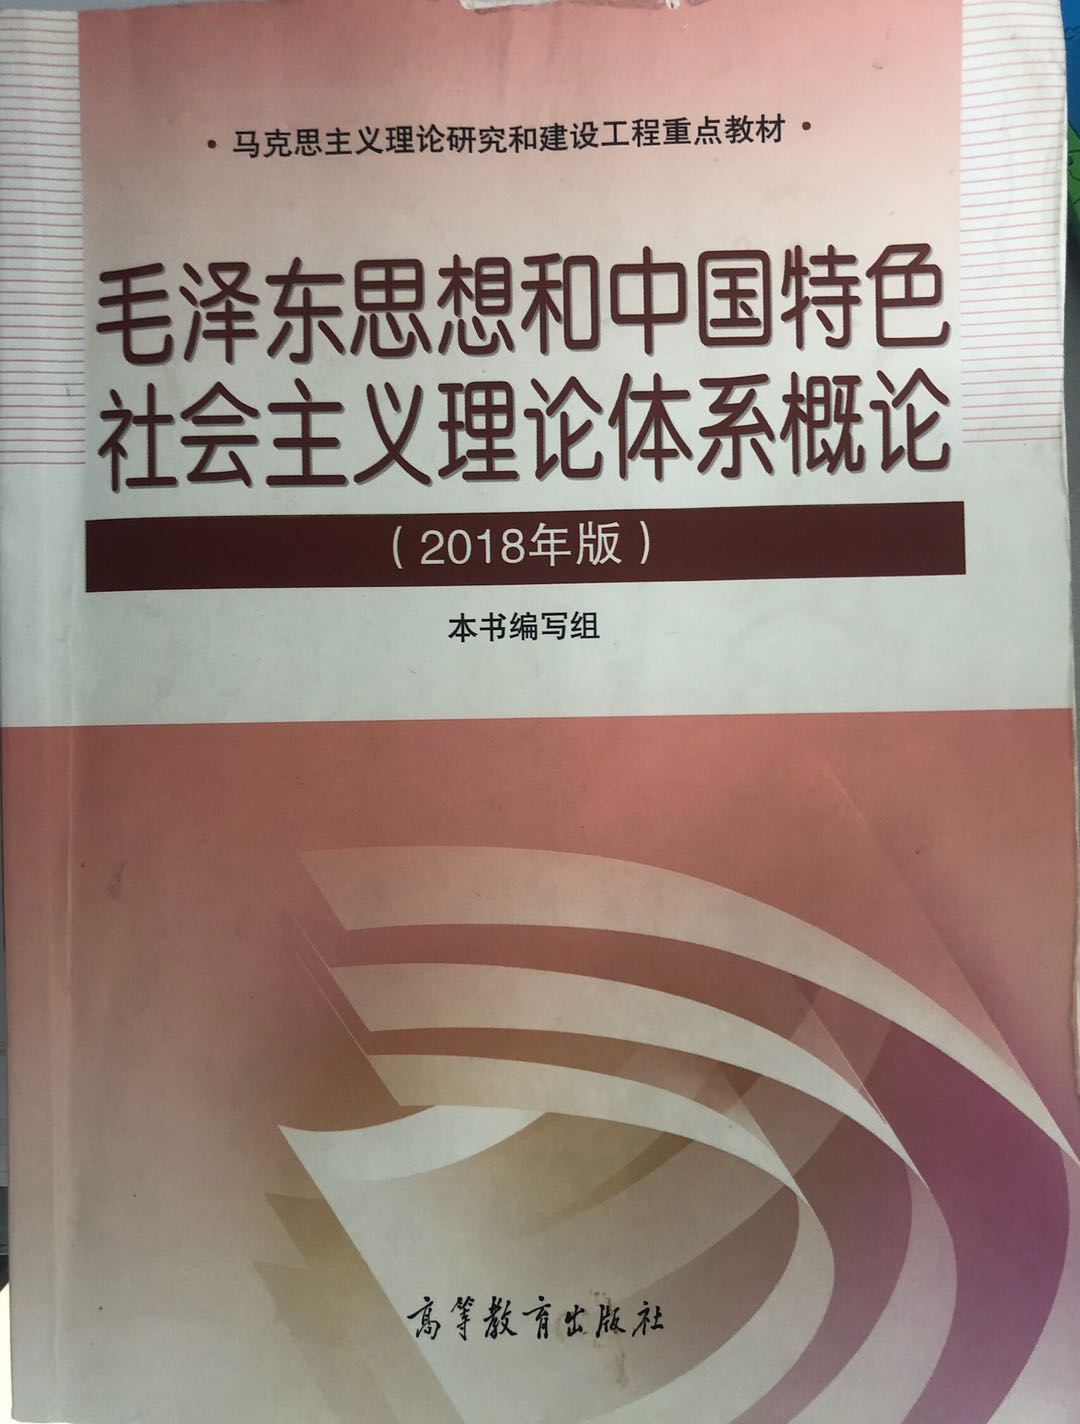 ·马克思主义理论研究和建设工程重点教材·
毛泽东思想和中国特色
社会主义理论体系概论
（2018年版）
本书编写组
高等教育出版社